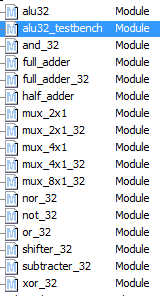 alu32 Module
alu32_testbench Module
and_32 Module
full_adder Module
full_adder_32 Module
half_adder Module
mux_2x1 Module
mux_2x1_32 Module
mux_4x1 Module
mux_4x1_32 Module
mux_8x1_32 Module
nor_32 Module
not_32 Module
or_32 Module
shifter_32 Module
subtracter_32 Module
xor_32 Module